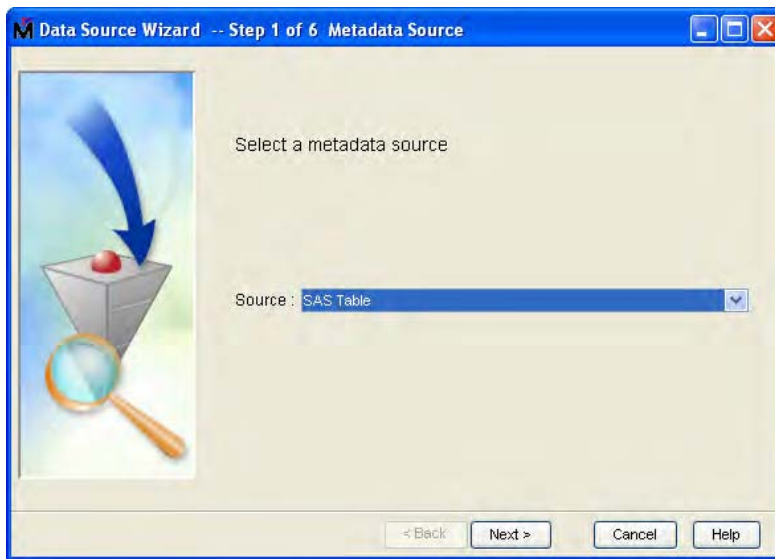 Data Source Wizard -- Step 1 of 6 Metadata Source
Select a metadata source
Source : SAS Table
< Back Next > Cancel Help